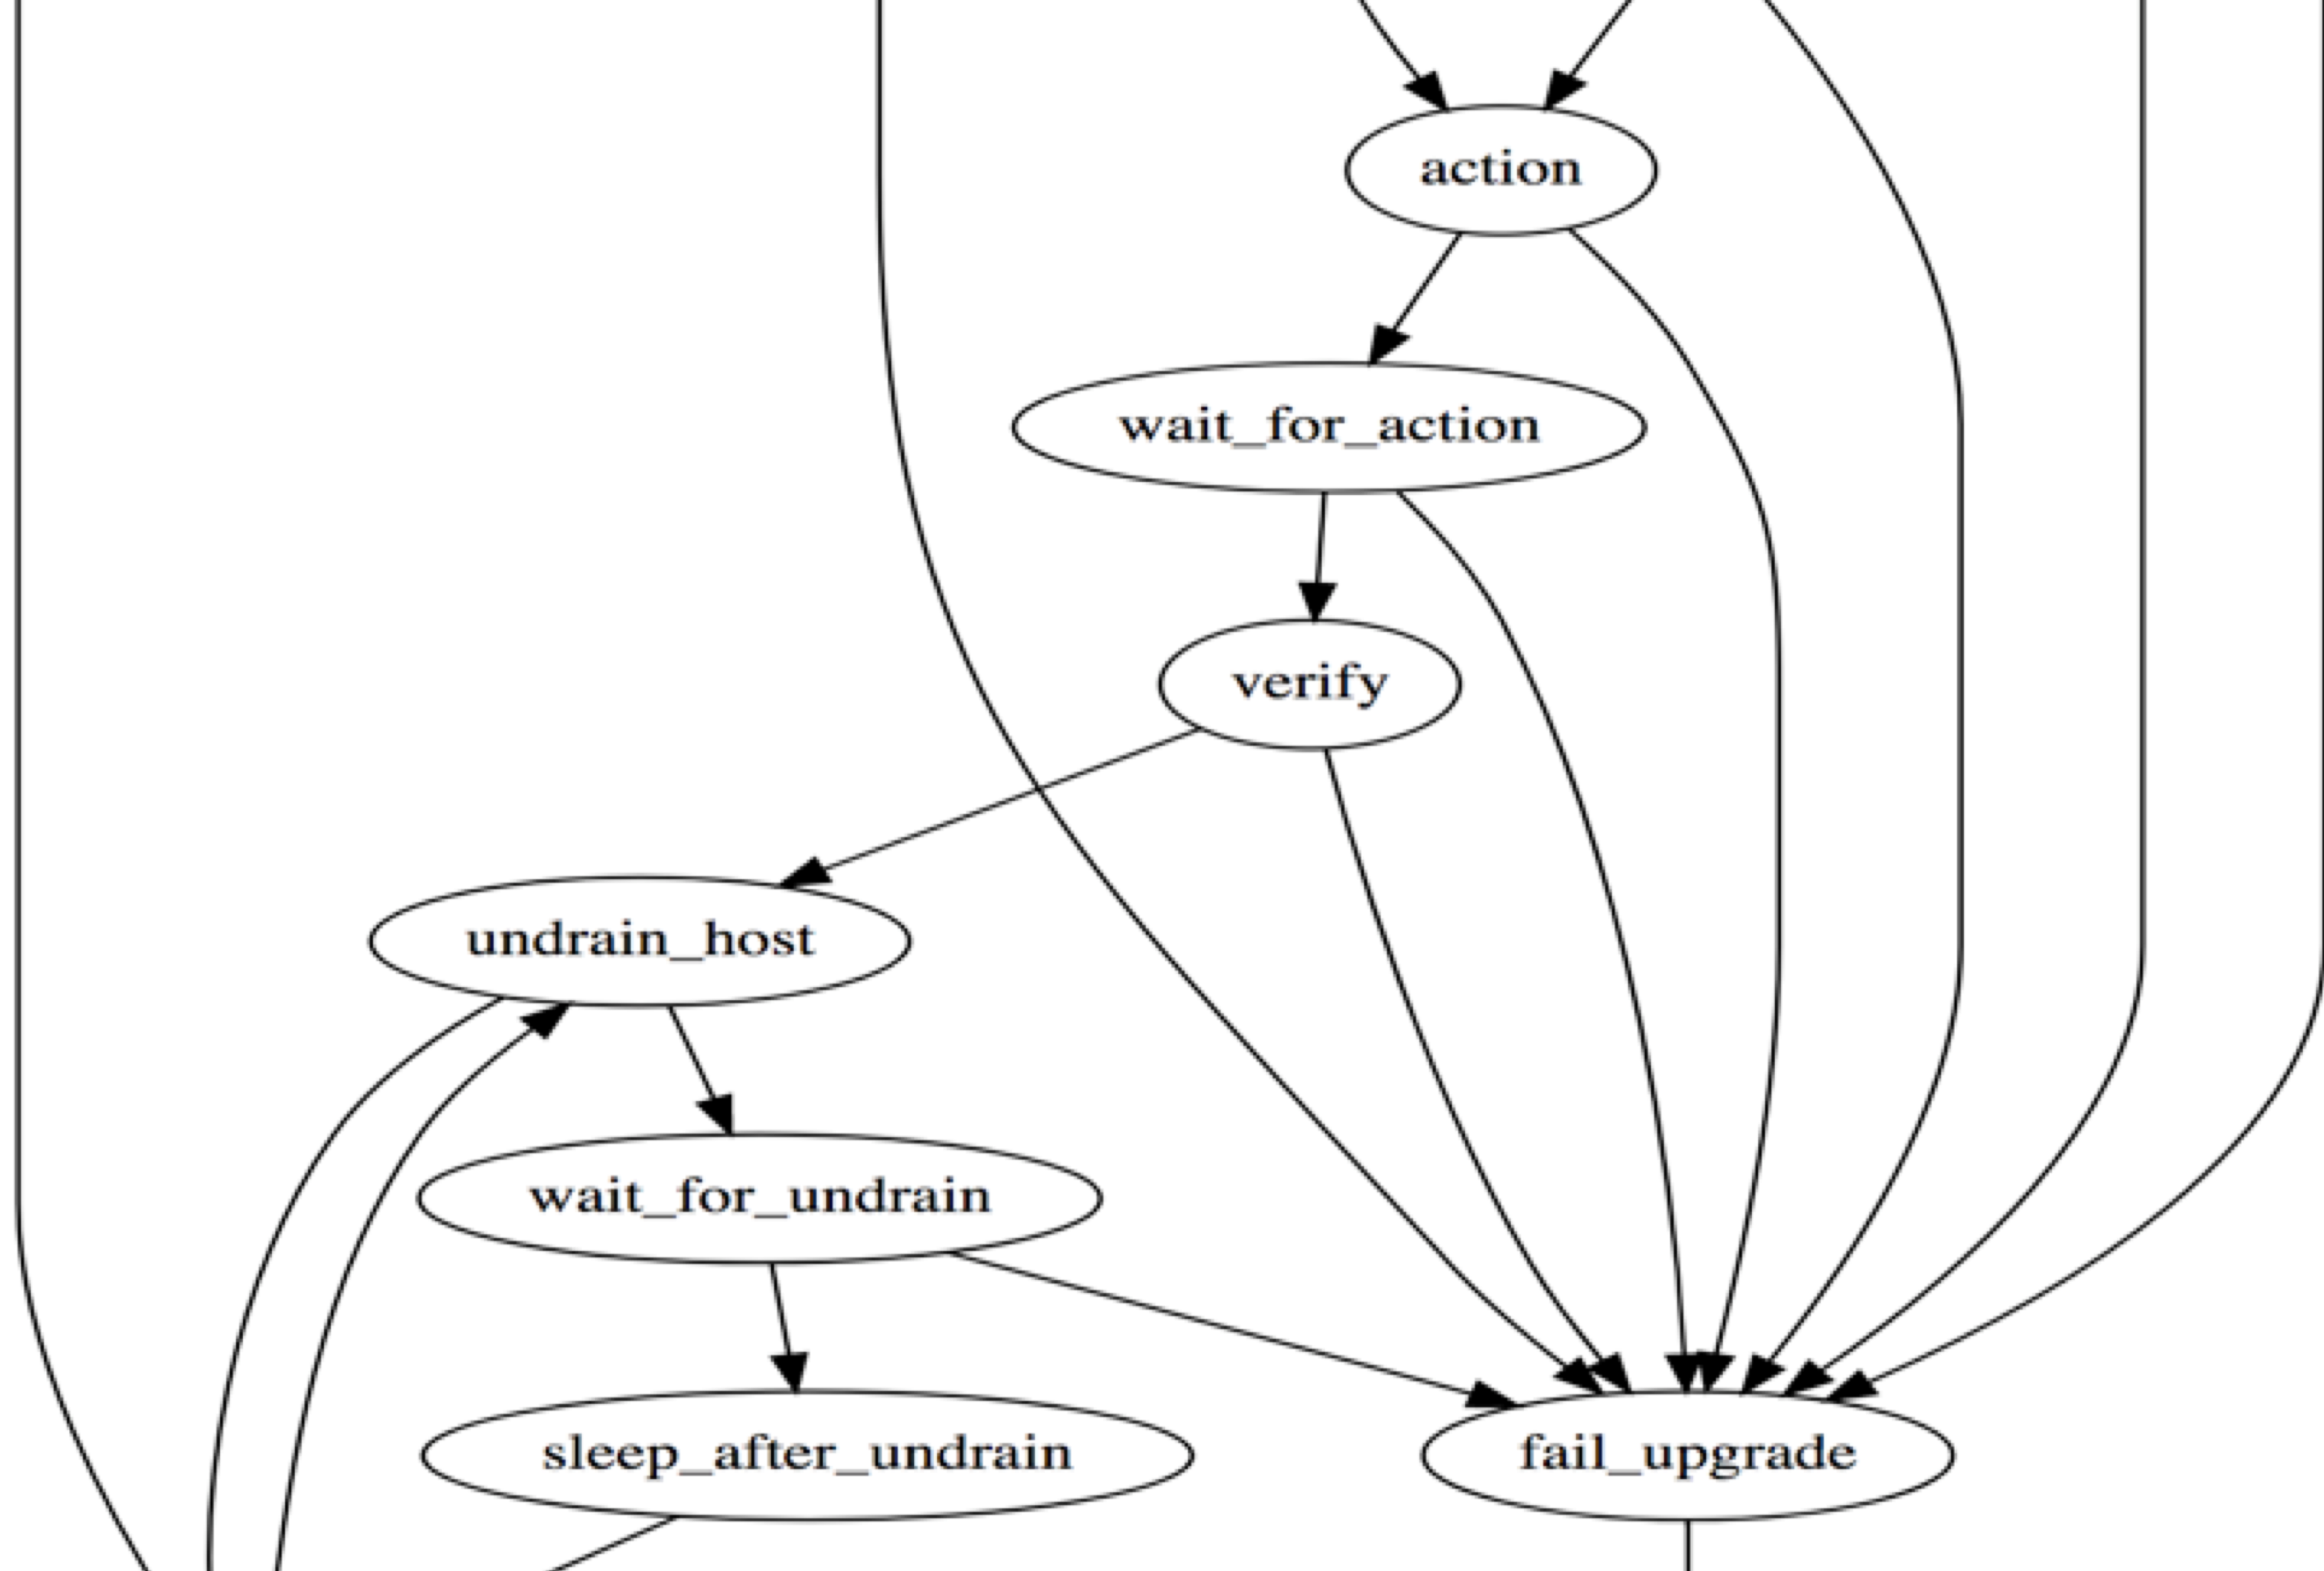 action
wait_for_action
verify
undrain_host
wait_for_undrain
sleep_after_undrain
fail_upgrade